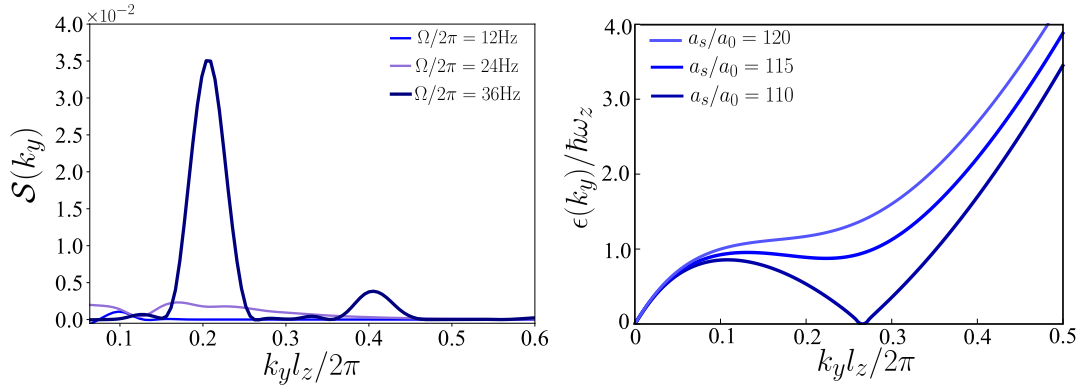 ×10⁻²
4.0
3.5
3.0
2.5
2.0
1.5
1.0
0.5
0.0
S(k_y)
Ω/2π = 12Hz
Ω/2π = 24Hz
Ω/2π = 36Hz
0.1 0.2 0.3 0.4 0.5 0.6
k_y l_z/2π
4.0
3.0
2.0
1.0
0
ϵ(k_y)/ℏω_z
a_s/a_0 = 120
a_s/a_0 = 115
a_s/a_0 = 110
0 0.1 0.2 0.3 0.4 0.5
k_y l_z/2π